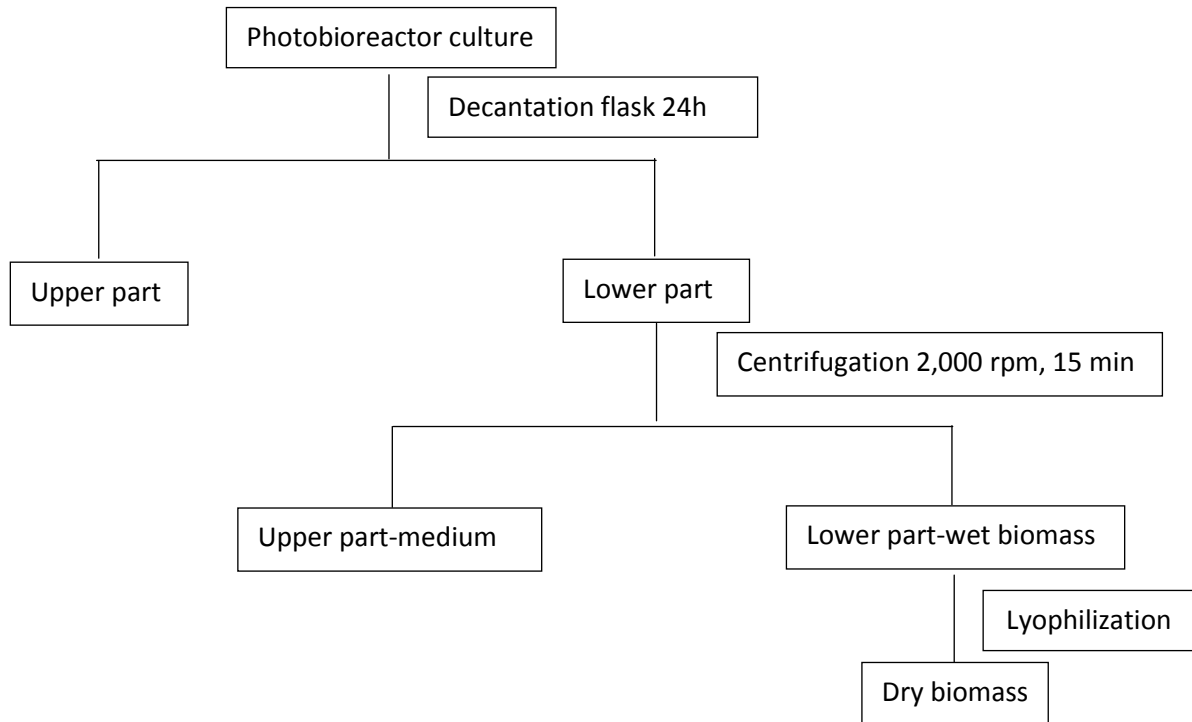 Photobioreactor culture
Decantation flask 24h
Upper part
Lower part
Centrifugation 2,000 rpm, 15 min
Upper part-medium
Lower part-wet biomass
Lyophilization
Dry biomass